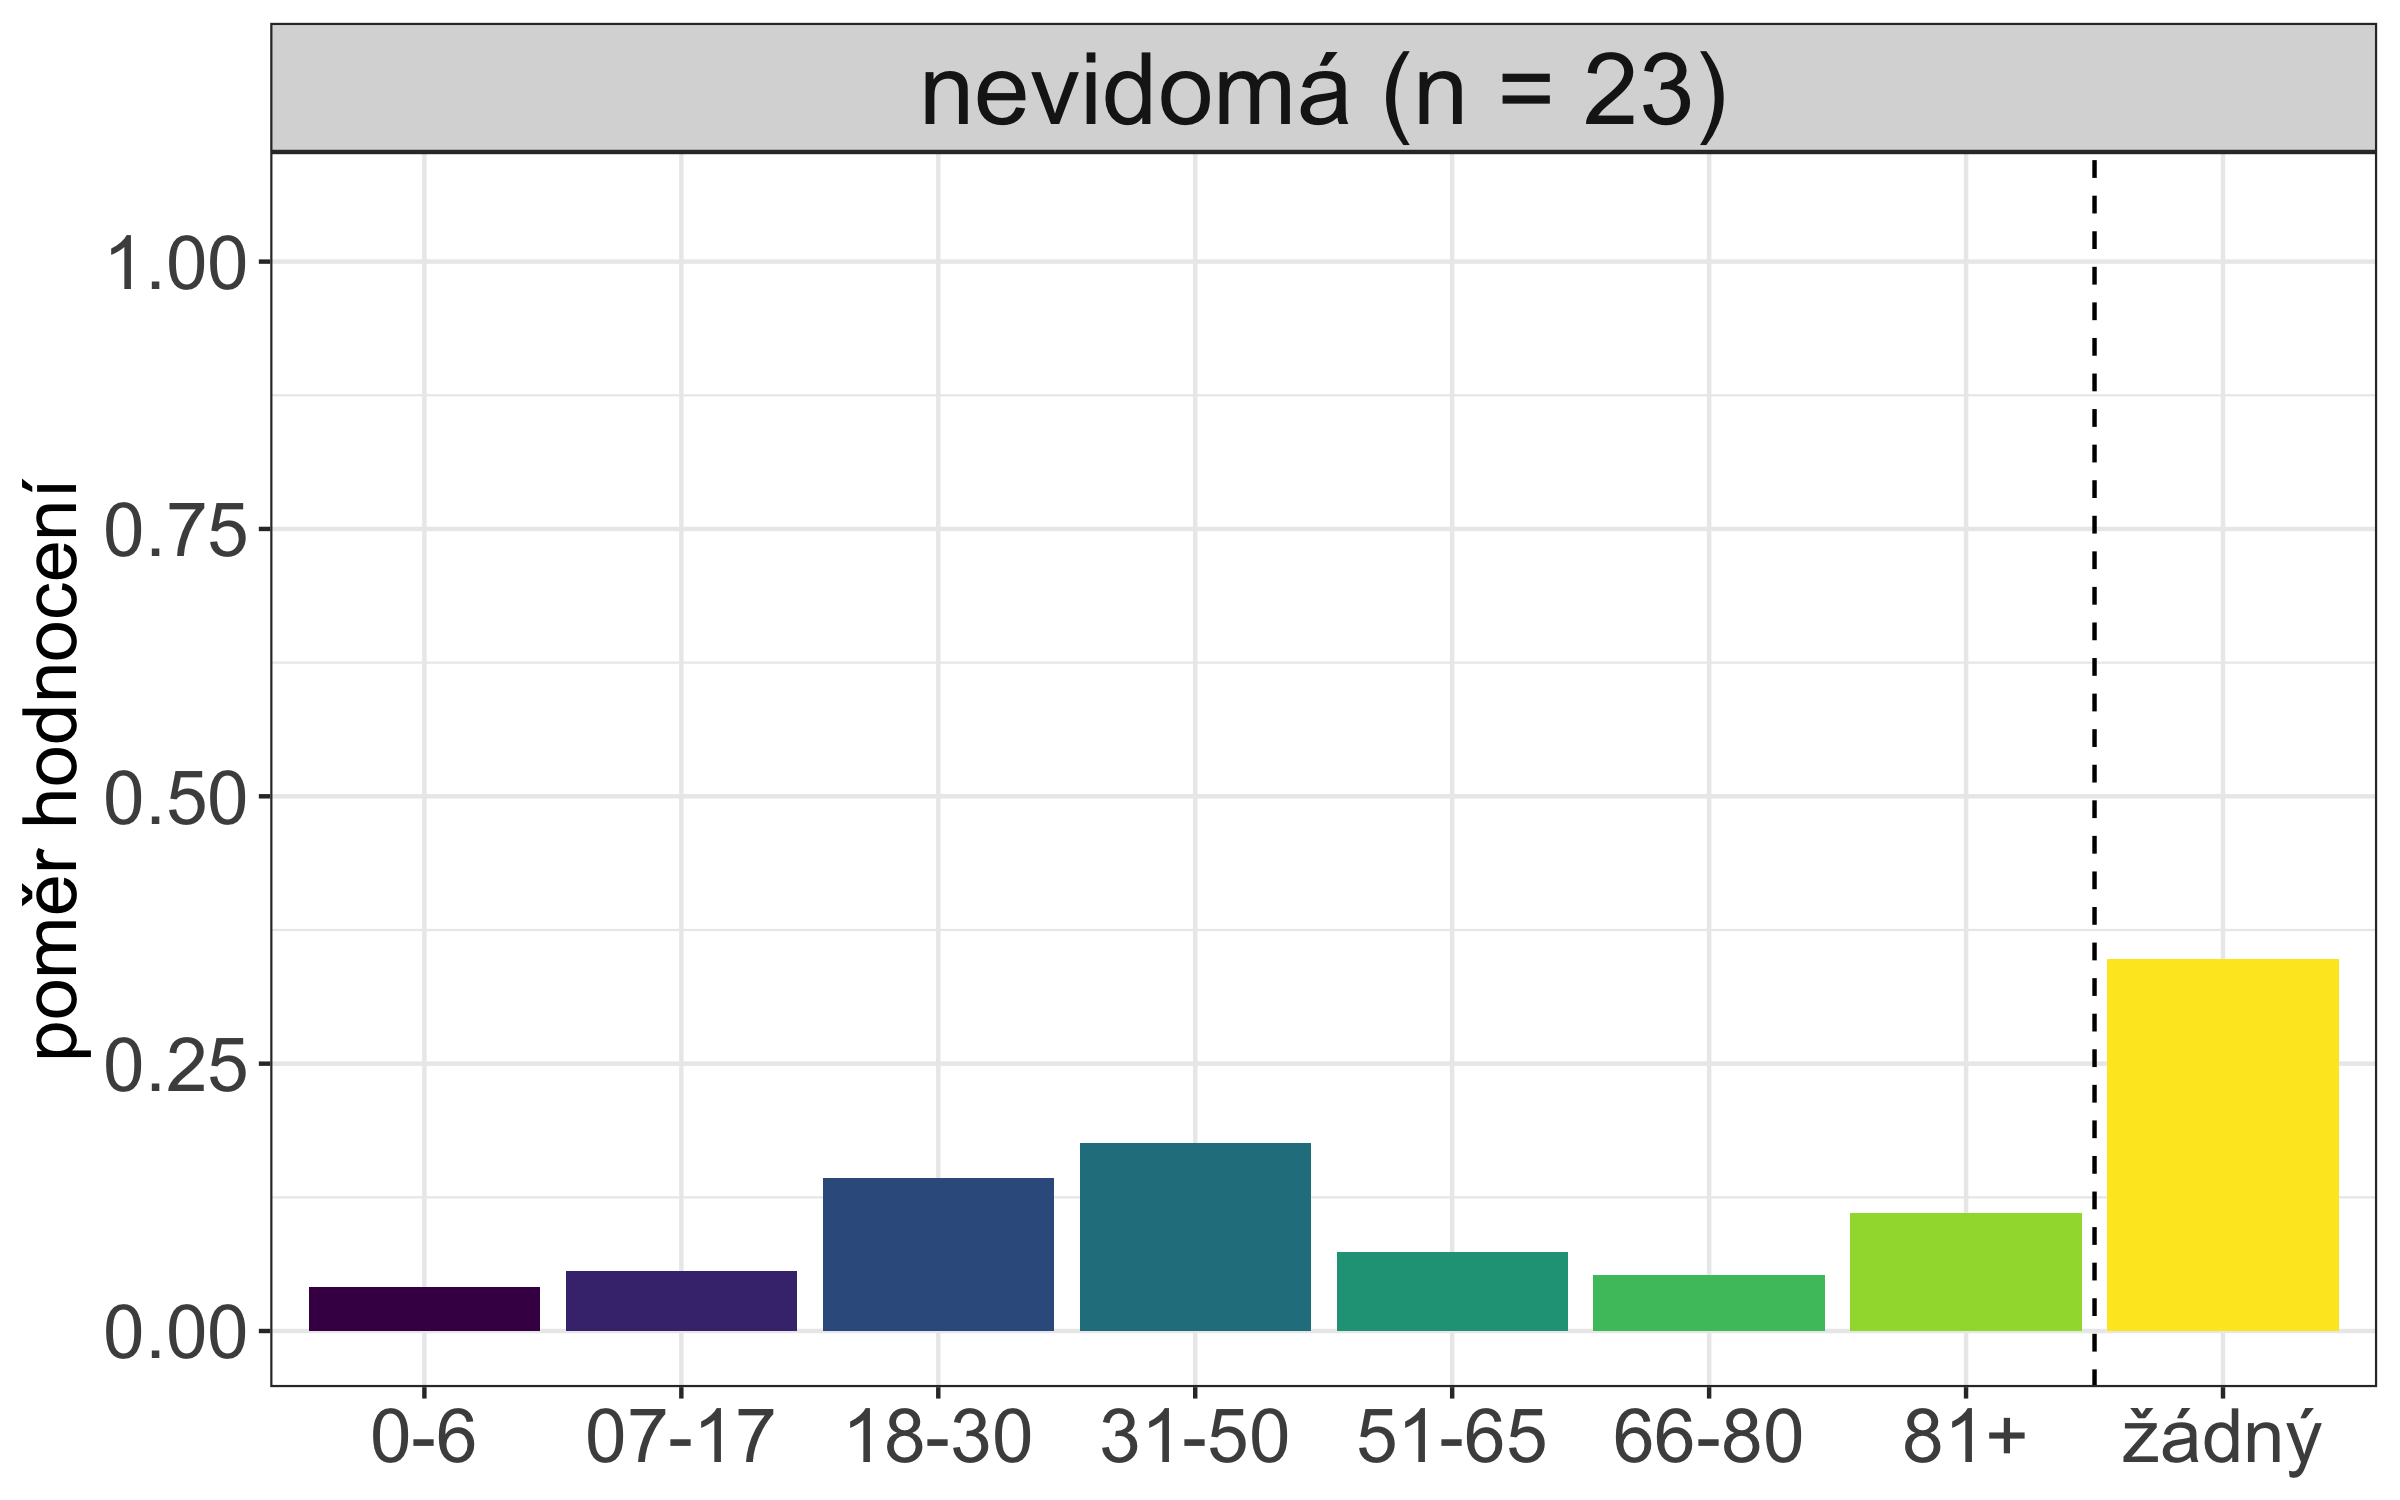 nevidomá (n = 23)
poměr hodnocení
1.00
0.75
0.50
0.25
0.00
0-6 07-17 18-30 31-50 51-65 66-80 81+ žádný